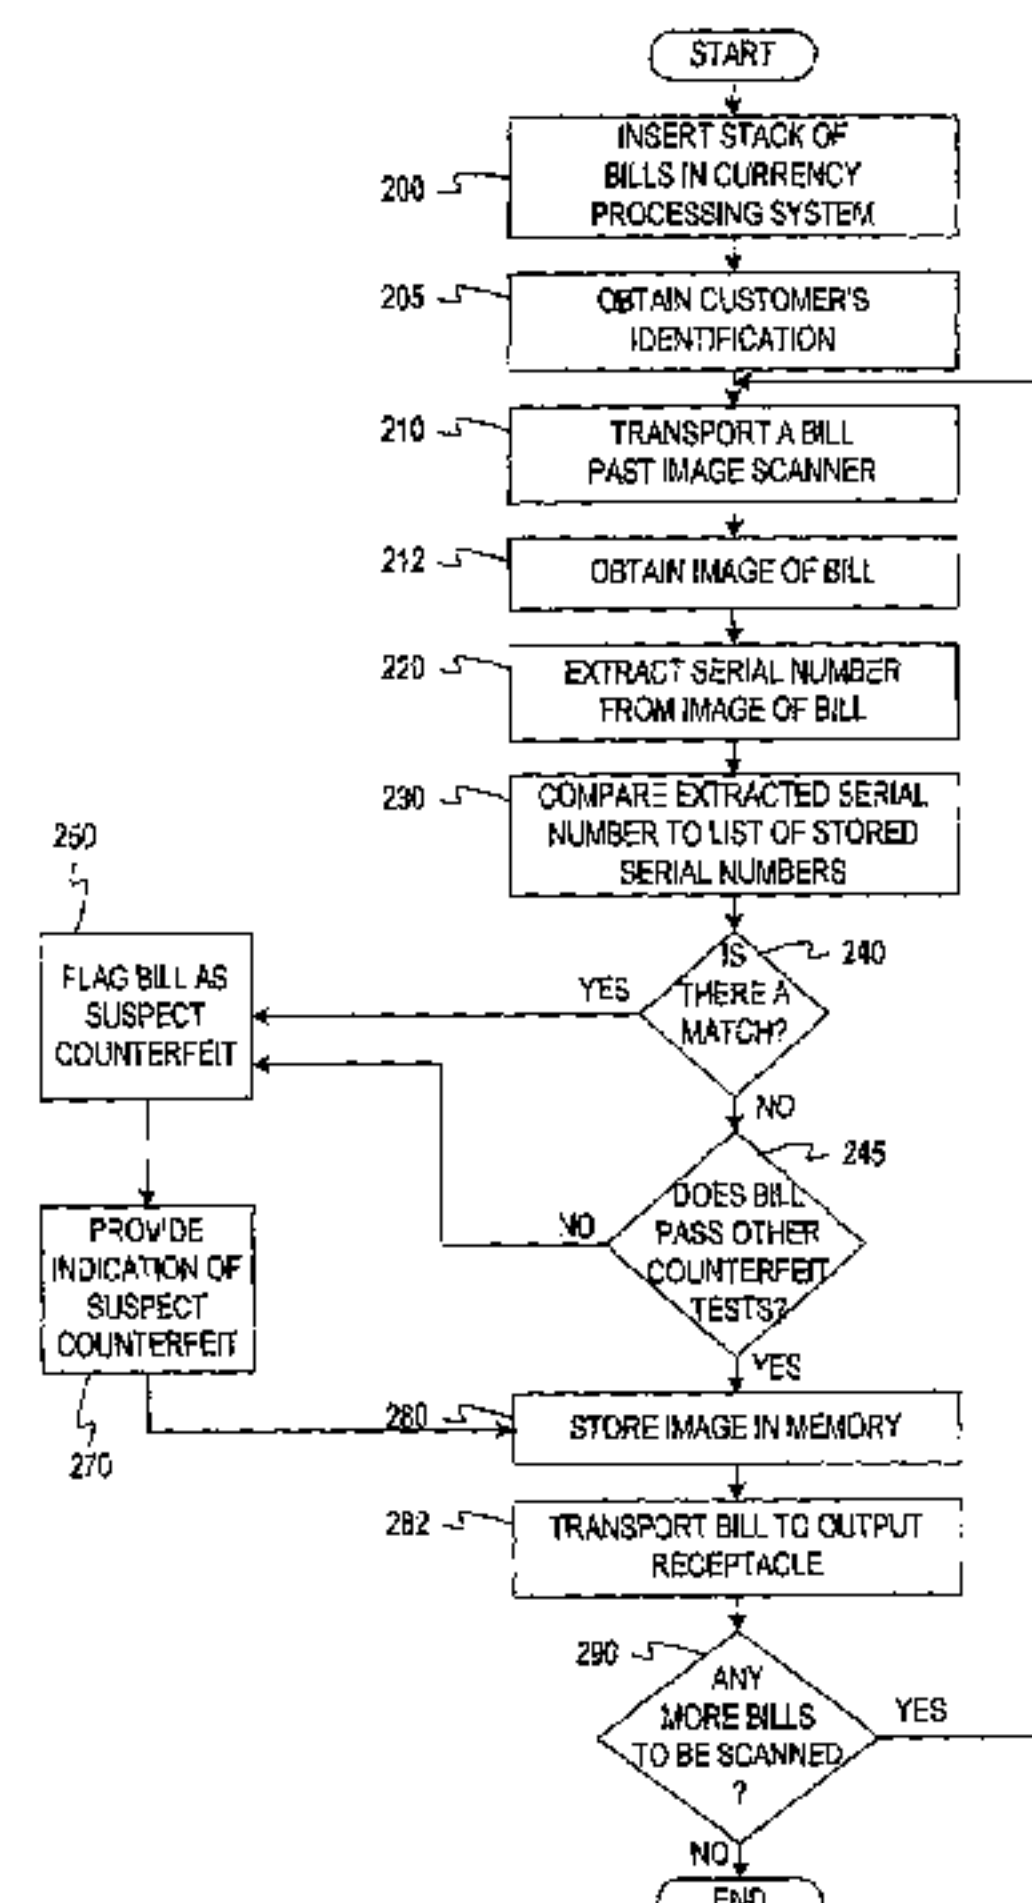 START
INSERT STACK OF
BILLS IN CURRENCY
PROCESSING SYSTEM
200
OBTAIN CUSTOMER'S
IDENTIFICATION
205
TRANSPORT A BILL
PAST IMAGE SCANNER
210
OBTAIN IMAGE OF BILL
212
EXTRACT SERIAL NUMBER
FROM IMAGE OF BILL
220
COMPARE EXTRACTED SERIAL
NUMBER TO LIST OF STORED
SERIAL NUMBERS
230
IS
THERE A
MATCH?
240
YES
NO
260
FLAG BILL AS
SUSPECT
COUNTERFEIT
DOES BILL
PASS OTHER
COUNTERFEIT
TESTS?
245
NO
YES
PROVIDE
INDICATION OF
SUSPECT
COUNTERFEIT
270
STORE IMAGE IN MEMORY
280
TRANSPORT BILL TO OUTPUT
RECEPTACLE
282
ANY
MORE BILLS
TO BE SCANNED
?
290
YES
NO
END